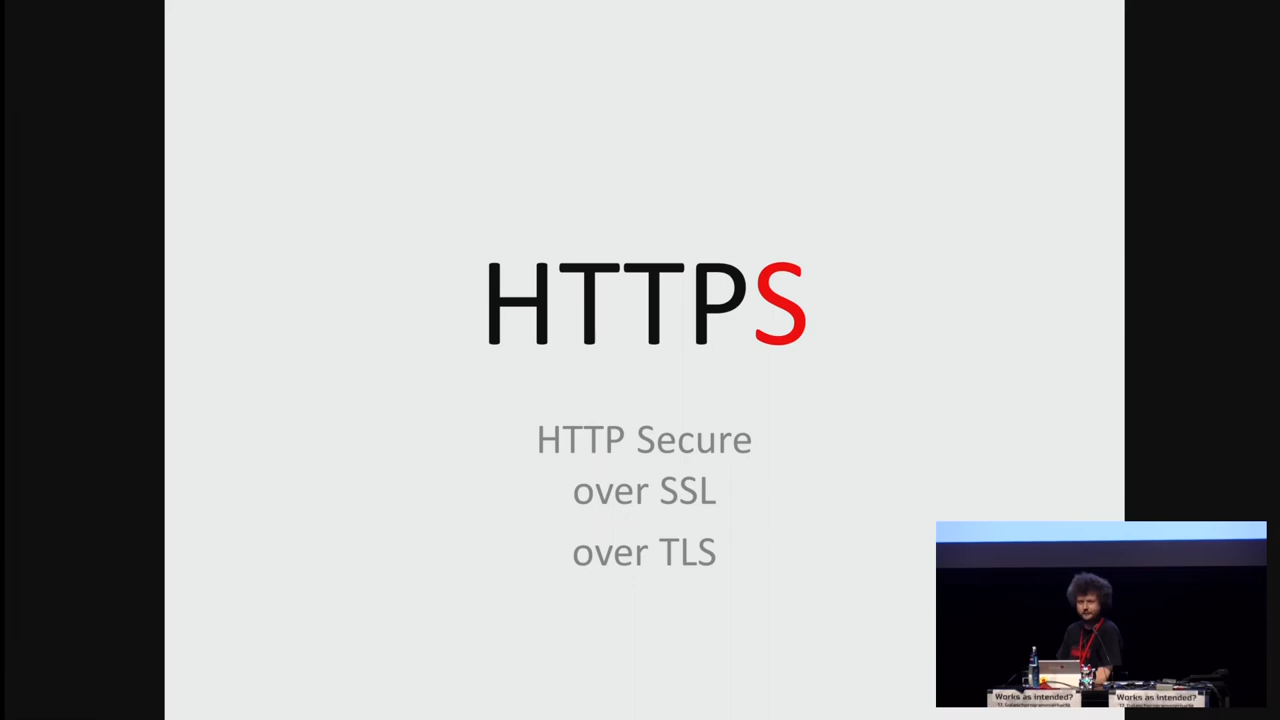 HTTPS
HTTP Secure
over SSL
over TLS
Works as intended?
Works as intended?